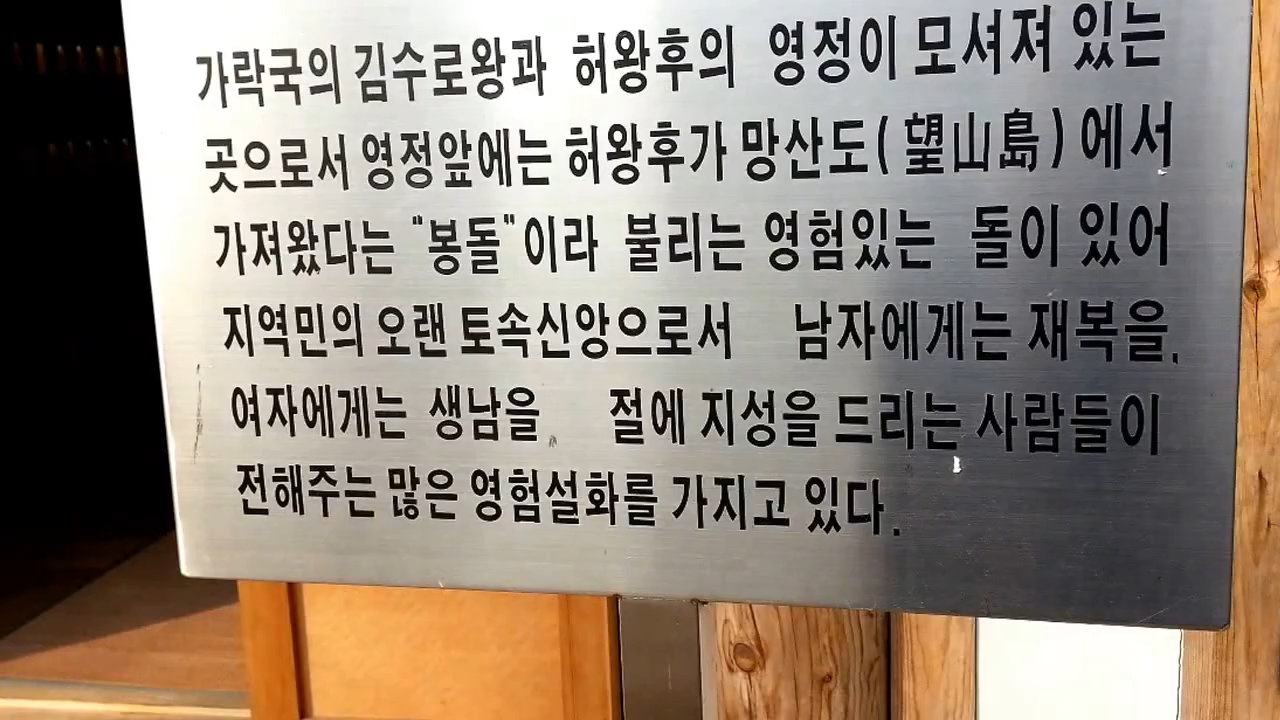 가락국의 김수로왕과 허왕후의 영정이 모셔져 있는
곳으로서 영정앞에는 허왕후가 망산도(望山島)에서
가져왔다는 "봉돌"이라 불리는 영험있는 돌이 있어
지역민의 오랜 토속신앙으로서 남자에게는 재복을,
여자에게는 생남을, 절에 지성을 드리는 사람들이
전해주는 많은 영험설화를 가지고 있다.